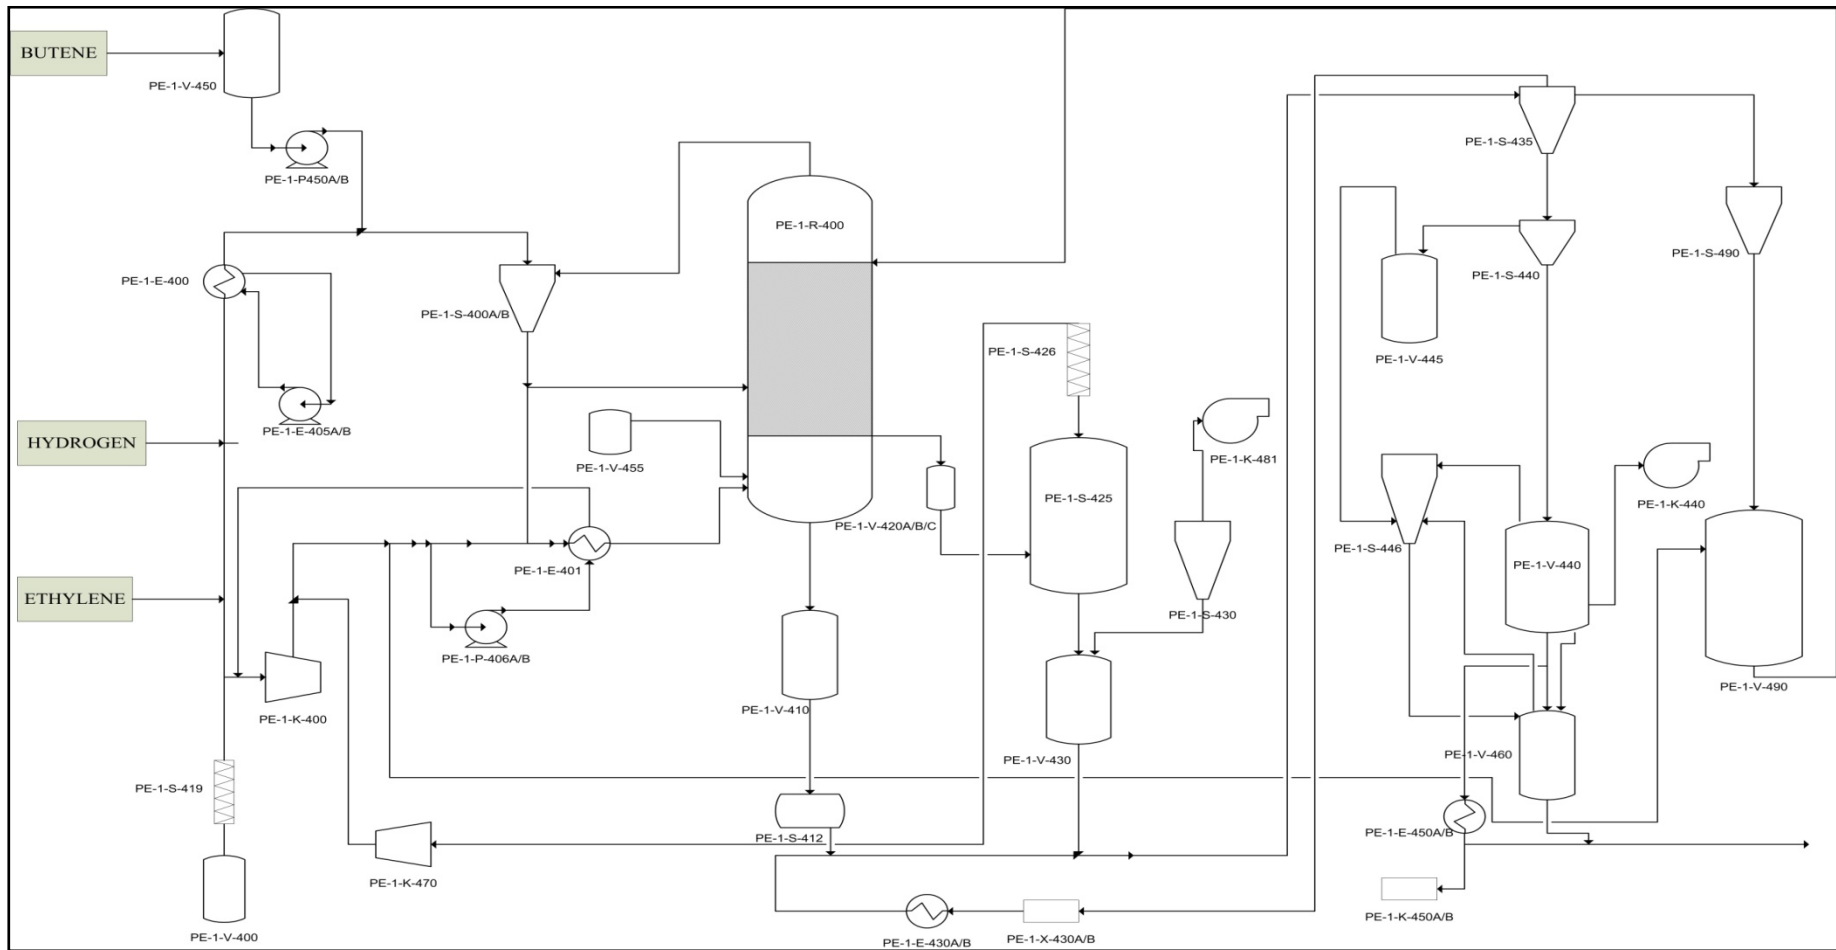 BUTENE
PE-1-V-450
PE-1-P450A/B
PE-1-S-435
PE-1-R-400
PE-1-S-490
PE-1-E-400
PE-1-S-440
PE-1-S-400A/B
PE-1-S-426
PE-1-V-445
HYDROGEN
PE-1-E-405A/B
PE-1-V-455
PE-1-K-481
PE-1-S-425
PE-1-K-440
PE-1-V-420A/B/C
PE-1-S-446
PE-1-E-401
PE-1-V-440
ETHYLENE
PE-1-S-430
PE-1-P-406A/B
PE-1-V-490
PE-1-V-410
PE-1-K-400
PE-1-V-460
PE-1-V-430
PE-1-S-419
PE-1-E-450A/B
PE-1-S-412
PE-1-K-470
PE-1-K-450A/B
PE-1-V-400
PE-1-E-430A/B
PE-1-X-430A/B